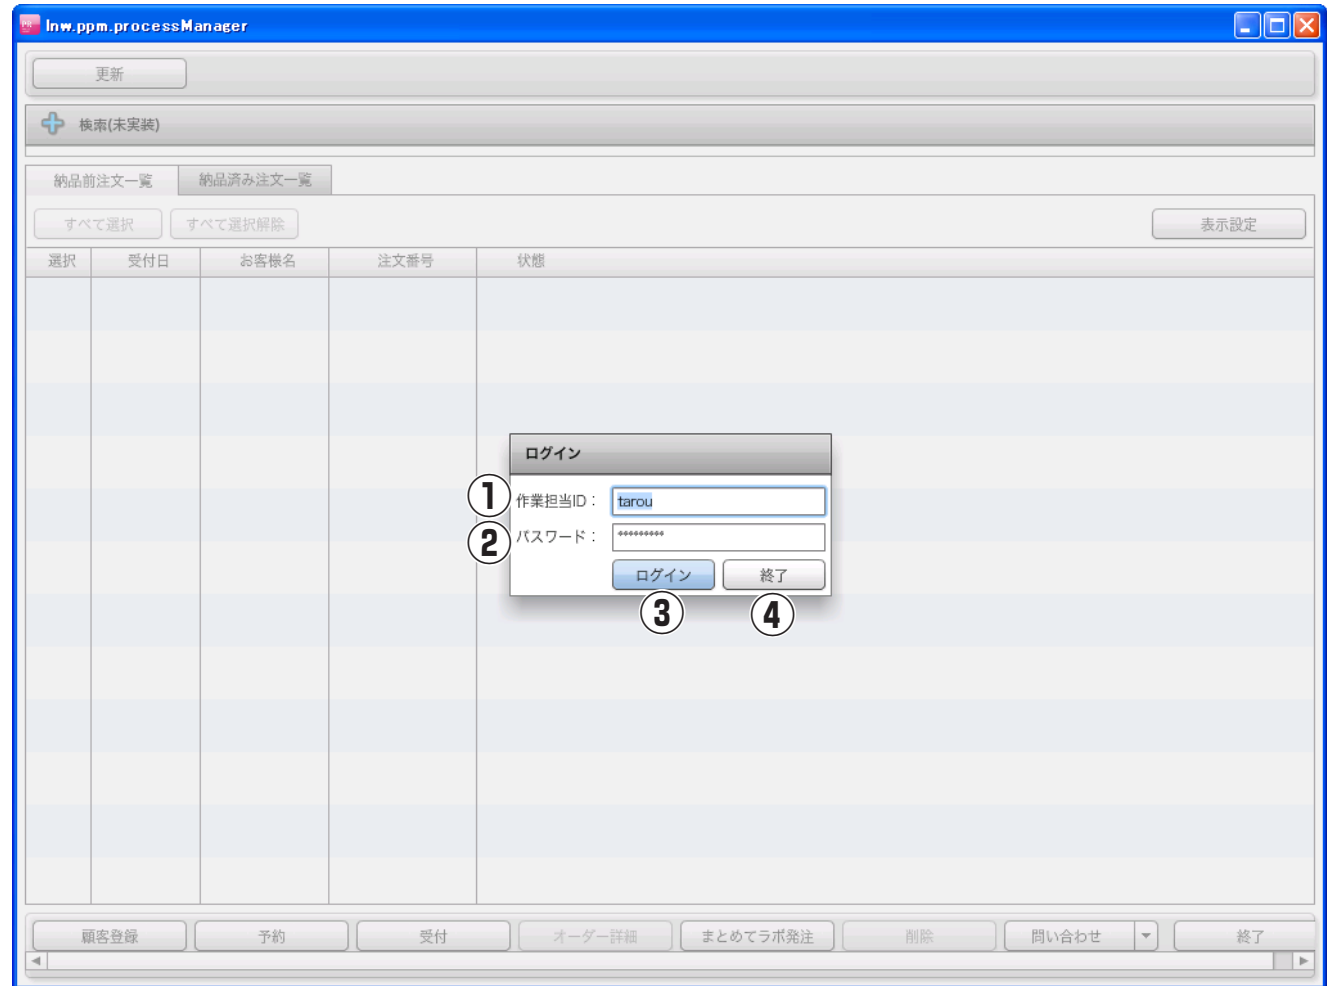 lnw.ppm.processManager
更新
検索(未実装)
納品前注文一覧 納品済み注文一覧
すべて選択 すべて選択解除 表示設定
選択 受付日 お客様名 注文番号 状態
ログイン
① 作業担当ID： tarou
② パスワード： *********
ログイン 終了
③ ④
顧客登録 予約 受付 オーダー詳細 まとめてラボ発注 削除 問い合わせ 終了